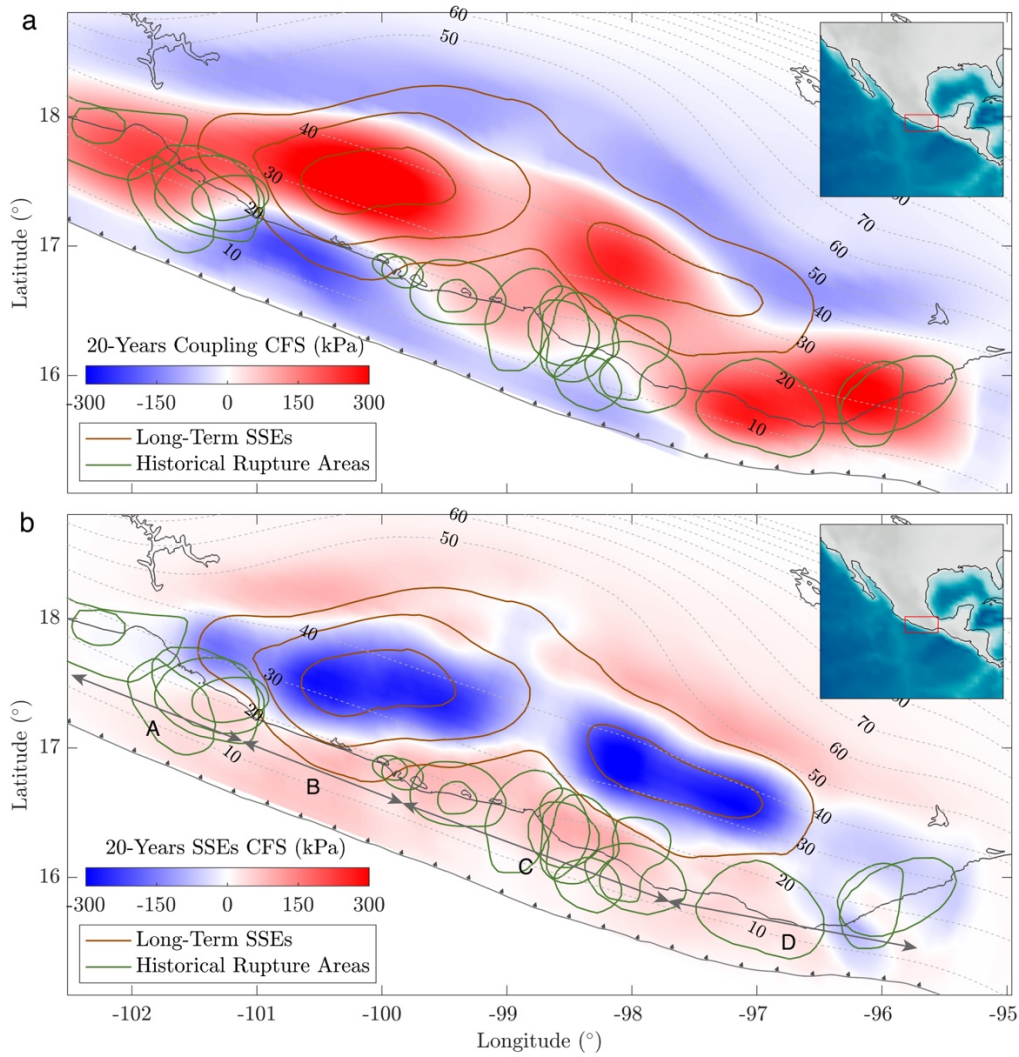 a
60
50
18
40
30
20
17
10
80
70
60
50
40
30
Latitude (°)
20-Years Coupling CFS (kPa)
20
16
-300 -150 0 150 300
10
Long-Term SSEs
Historical Rupture Areas
b
60
50
18
40
30
20
A
17
10
B
80
70
60
50
40
30
Latitude (°)
20-Years SSEs CFS (kPa)
C
20
16
-300 -150 0 150 300
10
D
Long-Term SSEs
Historical Rupture Areas
-102 -101 -100 -99 -98 -97 -96 -95
Longitude (°)